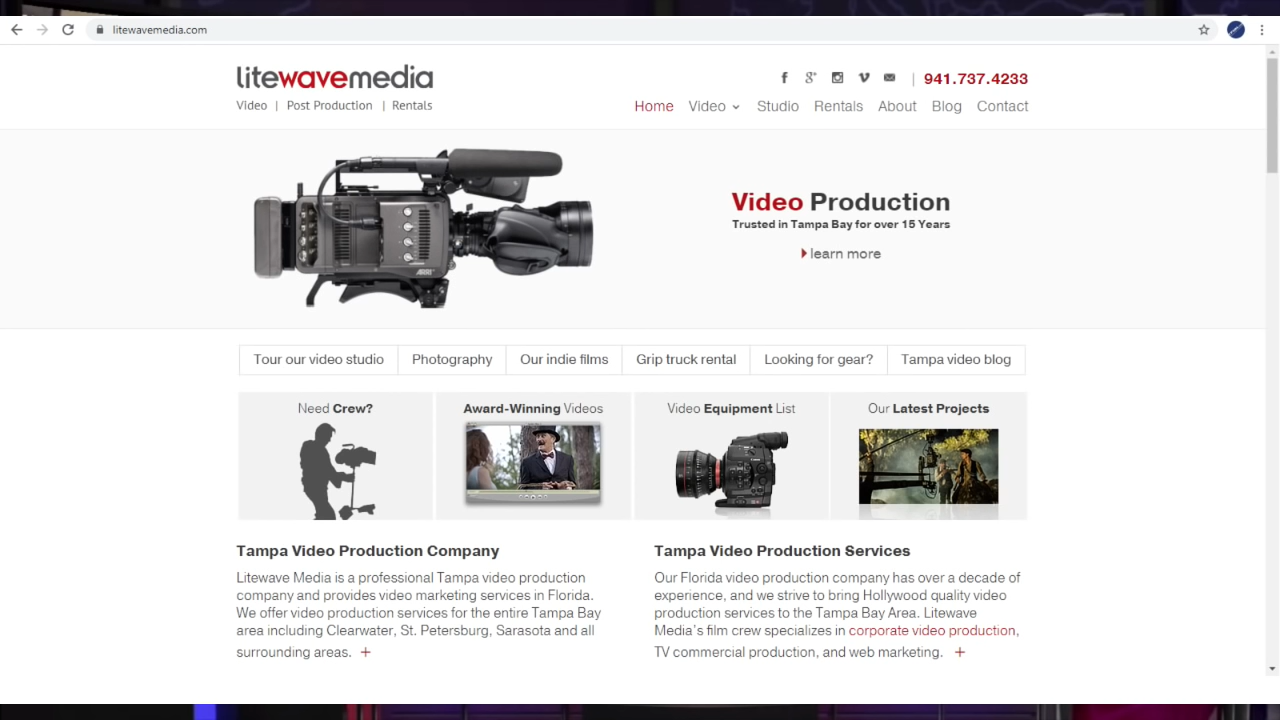 litewavemedia.com
litewavemedia
941.737.4233
Video | Post Production | Rentals
Home Video Studio Rentals About Blog Contact
ARRI
Video Production
Trusted in Tampa Bay for over 15 Years
learn more
Tour our video studio Photography Our indie films Grip truck rental Looking for gear? Tampa video blog
Need Crew? Award-Winning Videos Video Equipment List Our Latest Projects
Tampa Video Production Company
Litewave Media is a professional Tampa video production
company and provides video marketing services in Florida.
We offer video production services for the entire Tampa Bay
area including Clearwater, St. Petersburg, Sarasota and all
surrounding areas. +
Tampa Video Production Services
Our Florida video production company has over a decade of
experience, and we strive to bring Hollywood quality video
production services to the Tampa Bay Area. Litewave
Media's film crew specializes in corporate video production,
TV commercial production, and web marketing. +